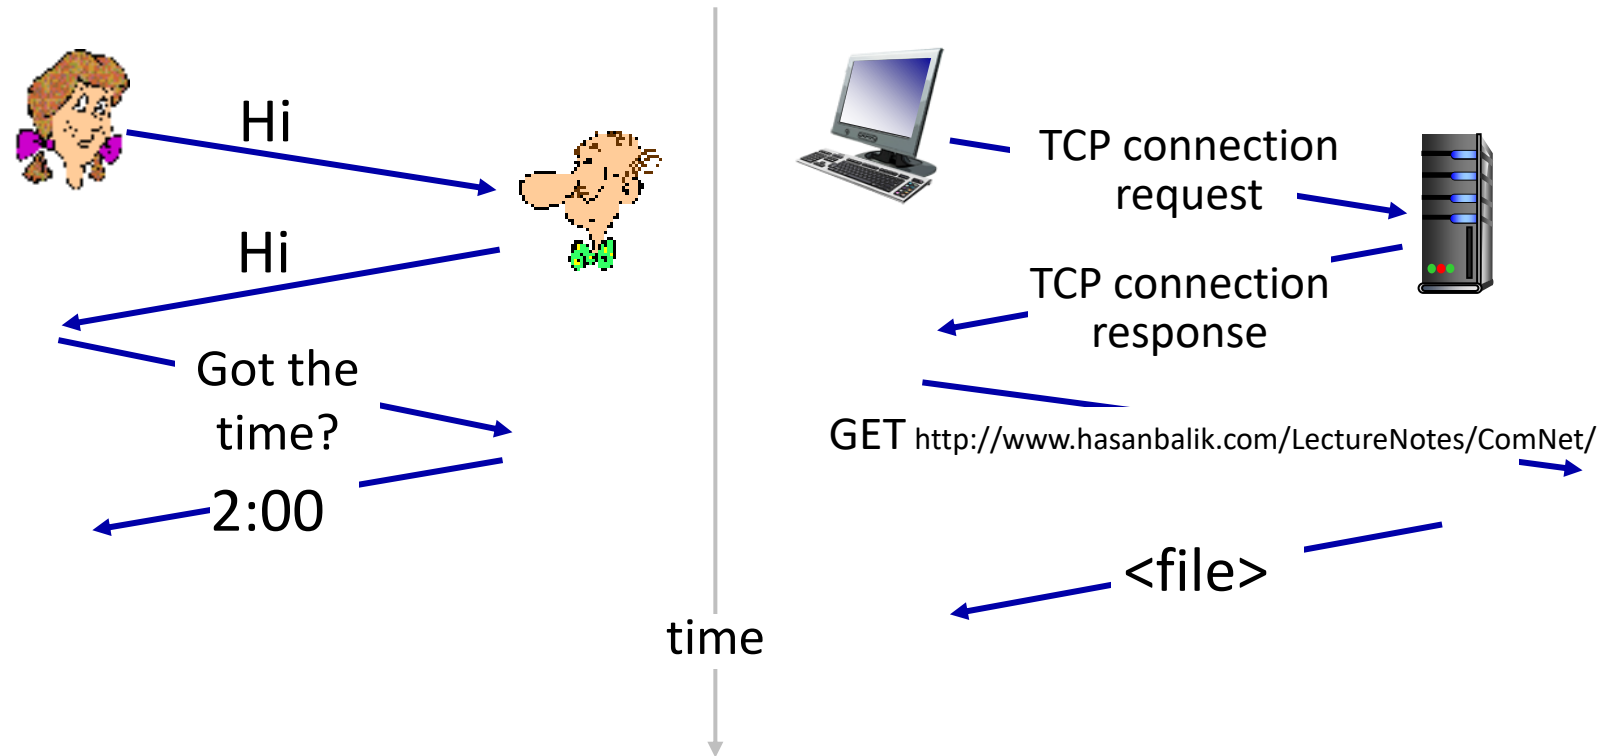 Hi
Hi
Got the
time?
2:00
time
TCP connection
request
TCP connection
response
GET http://www.hasanbalik.com/LectureNotes/ComNet/
<file>